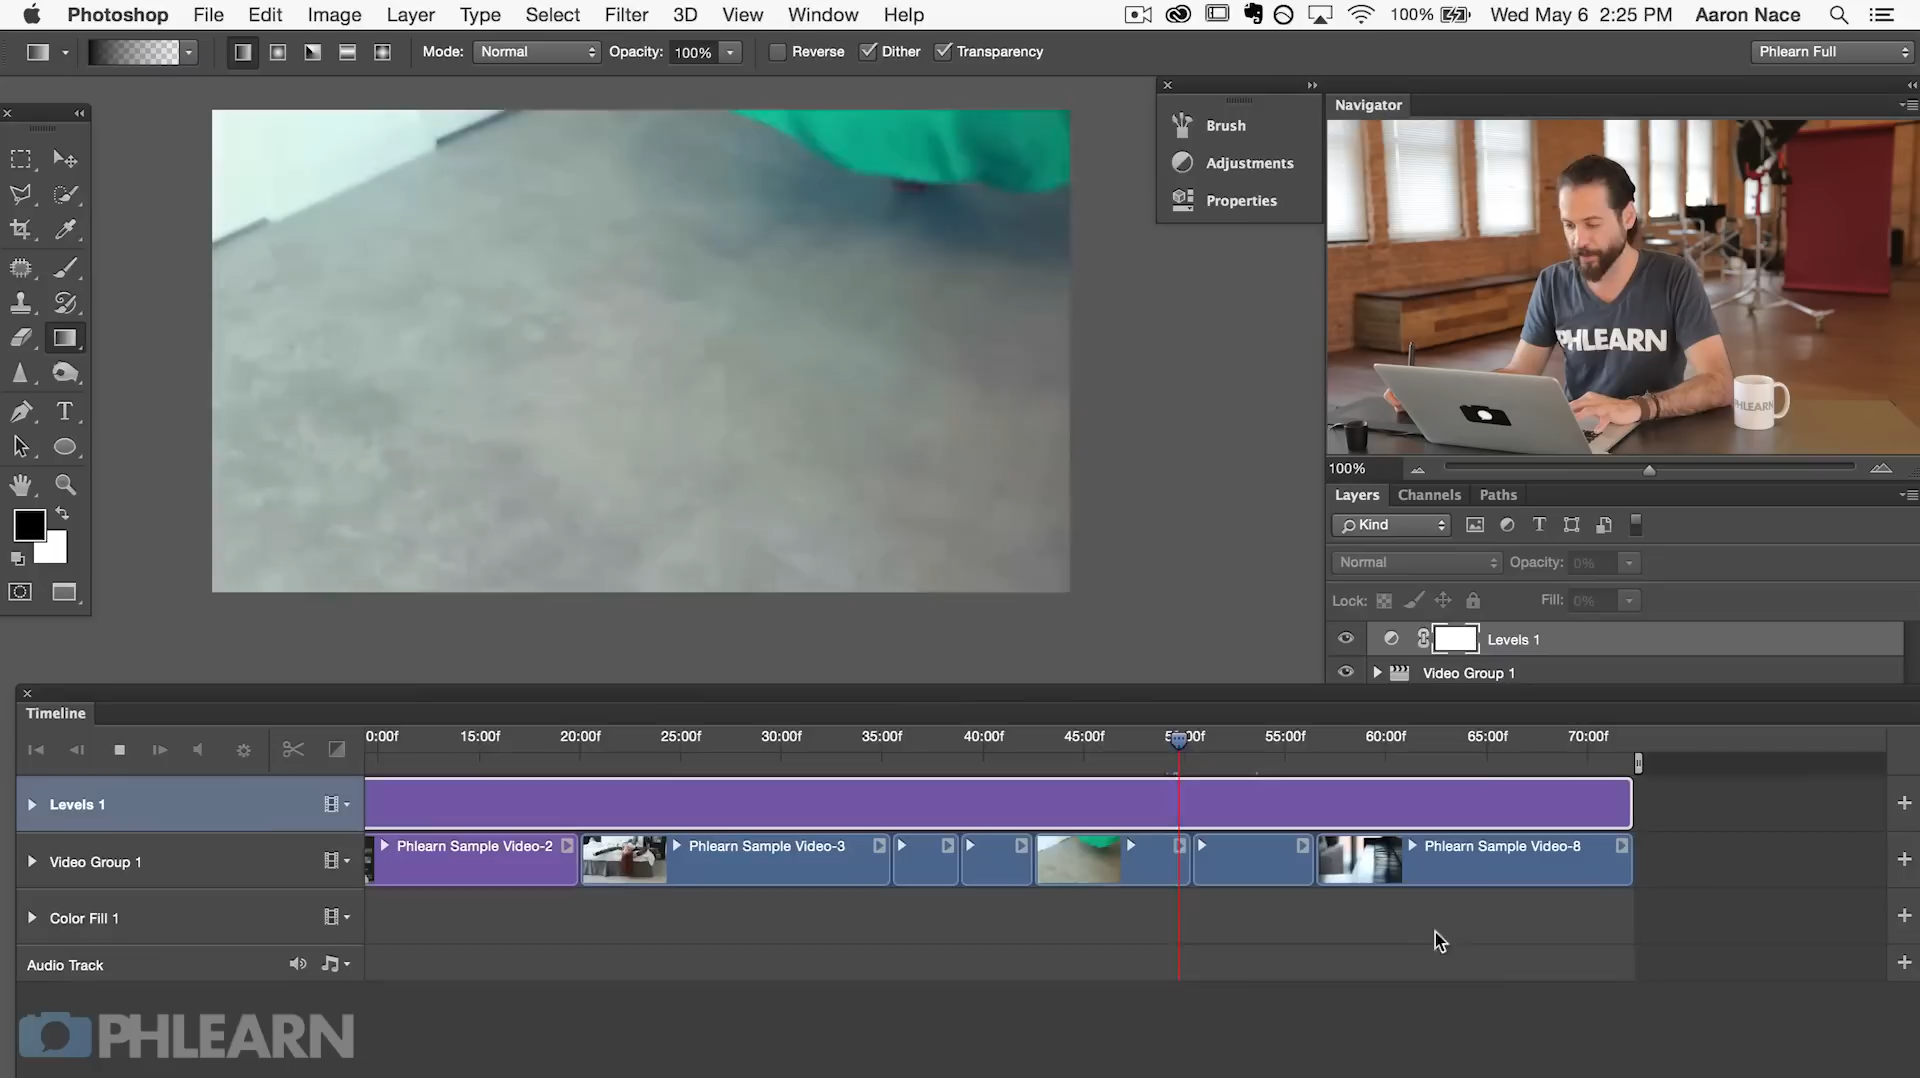 Photoshop File Edit Image Layer Type Select Filter 3D View Window Help 100% Wed May 6 2:25 PM Aaron Nace
Mode: Normal Opacity: 100% Reverse Dither Transparency Phlearn Full
Navigator
Brush
Adjustments
Properties
PHLEARN
PHLEARN
100%
Layers Channels Paths
Kind
Normal Opacity: 0%
Lock: Fill: 0%
Levels 1
Video Group 1
Timeline
0:00f 15:00f 20:00f 25:00f 30:00f 35:00f 40:00f 45:00f 55:00f 60:00f 65:00f 70:00f
Levels 1
Video Group 1 Phlearn Sample Video-2 Phlearn Sample Video-3 Phlearn Sample Video-8
Color Fill 1
Audio Track
PHLEARN